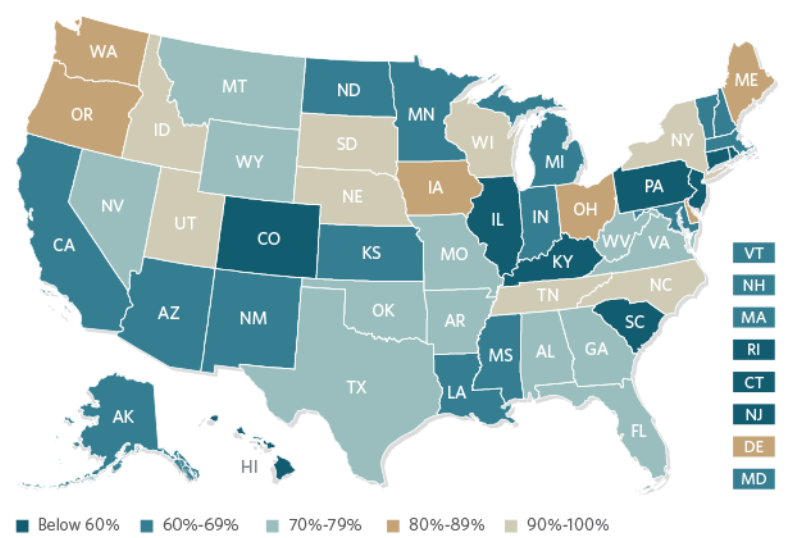 WA
ME
MT
ND
OR
MN
ID
WI
NY
SD
MI
WY
PA
IA
NE
NV
OH
IL
IN
UT
CO
WV
VA
CA
KS
MO
KY
VT
NH
NC
TN
AZ
OK
NM
AR
MA
SC
RI
MS
AL
GA
CT
TX
LA
AK
NJ
FL
DE
HI
MD
Below 60% 60%-69% 70%-79% 80%-89% 90%-100%